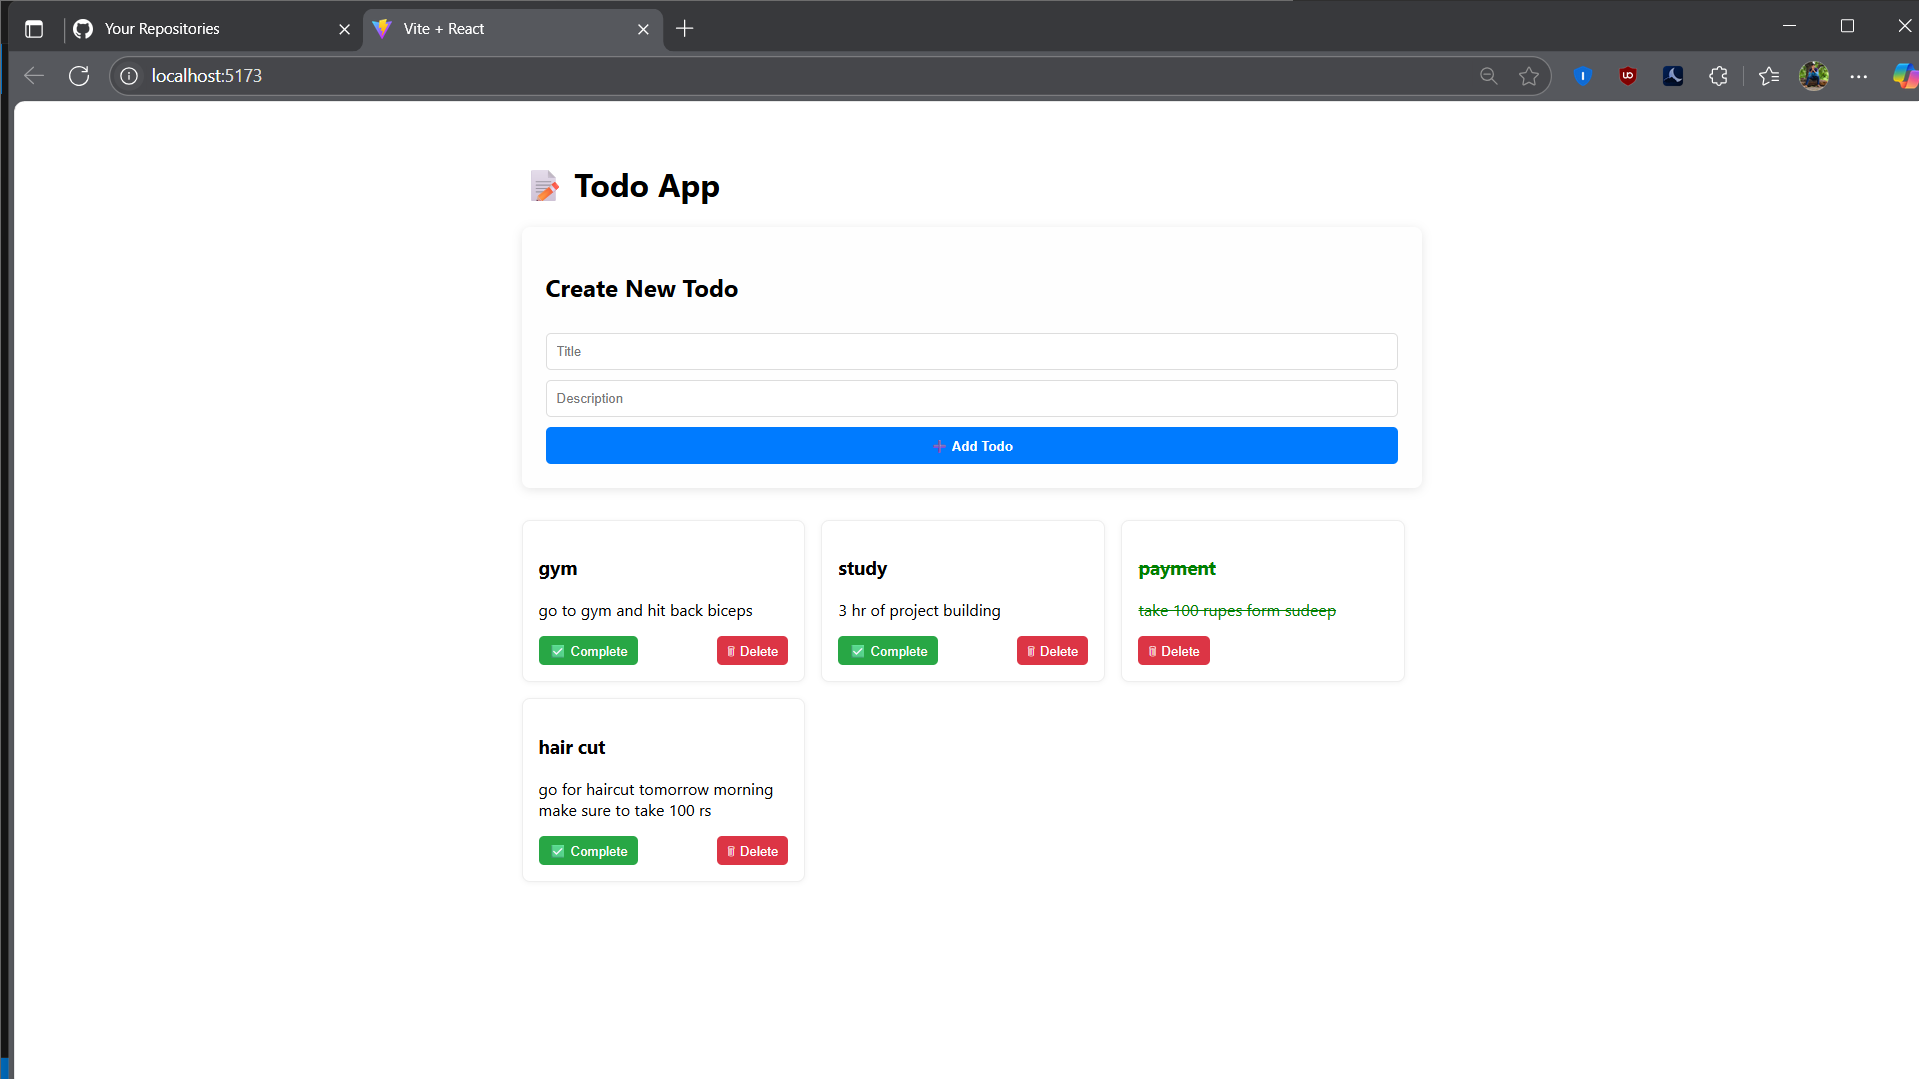 Your Repositories
Vite + React
localhost:5173
Todo App
Create New Todo
Title
Description
Add Todo
gym
go to gym and hit back biceps
Complete
Delete
study
3 hr of project building
Complete
Delete
payment
take 100 rupes form sudeep
Delete
hair cut
go for haircut tomorrow morning
make sure to take 100 rs
Complete
Delete